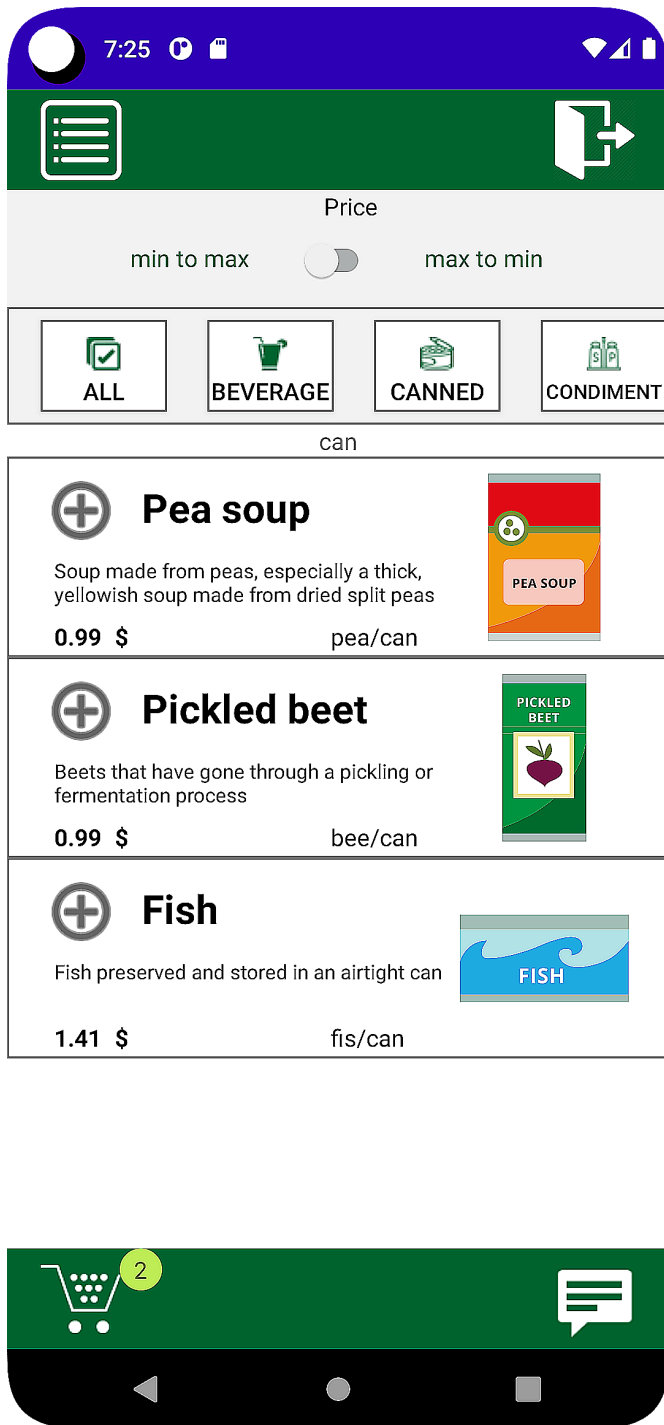 7:25
Price
min to max
max to min
ALL
BEVERAGE
CANNED
S P
CONDIMENT
can
Pea soup
Soup made from peas, especially a thick,
yellowish soup made from dried split peas
0.99 $
pea/can
PEA SOUP
Pickled beet
Beets that have gone through a pickling or
fermentation process
0.99 $
bee/can
PICKLED
BEET
Fish
Fish preserved and stored in an airtight can
1.41 $
fis/can
FISH
2